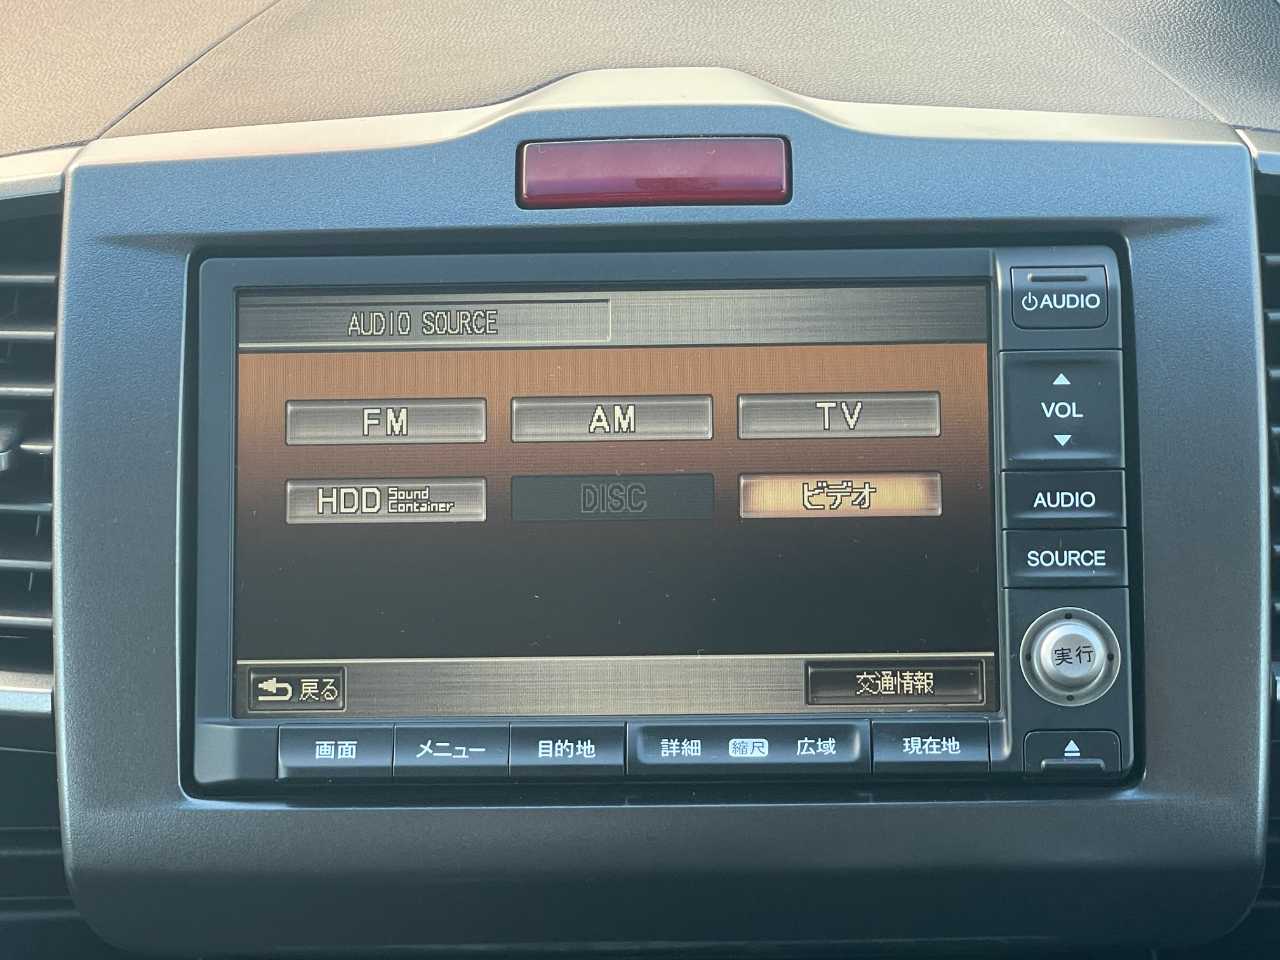 AUDIO SOURCE
FM AM TV
HDD Sound Container DISC ビデオ
戻る 交通情報
画面 メニュー 目的地 詳細 縮尺 広域 現在地
AUDIO
VOL
AUDIO
SOURCE
実行